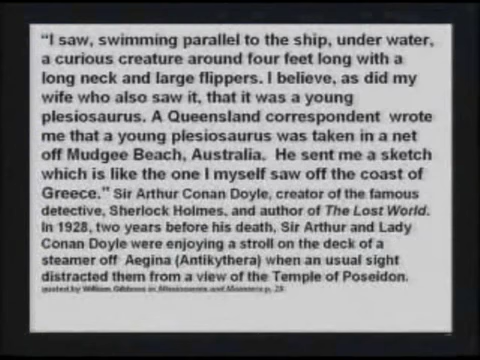 “I saw, swimming parallel to the ship, under water,
a curious creature around four feet long with a
long neck and large flippers. I believe, as did my
wife who also saw it, that it was a young
plesiosaurus. A Queensland correspondent wrote
me that a young plesiosaurus was taken in a net
off Mudgee Beach, Australia. He sent me a sketch
which is like the one I myself saw off the coast of
Greece.” Sir Arthur Conan Doyle, creator of the famous
detective, Sherlock Holmes, and author of The Lost World.
In 1928, two years before his death, Sir Arthur and Lady
Conan Doyle were enjoying a stroll on the deck of a
steamer off Aegina (Antikythera) when an usual sight
distracted them from a view of the Temple of Poseidon.
quoted by William Gibbons in and p.